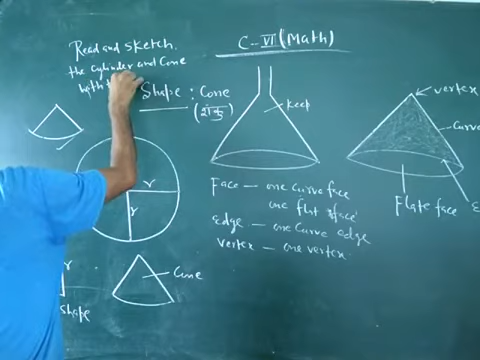 C-VI (Math)
Read and sketch.
the cylinder and Cone
with
Shape : Cone
(शंकु)
Keep
vertex
Curve
Flate face
Face — one curve face
one flat face
Edge — one curve edge
vertex — one vertex.
r
r
r
Cone
shape